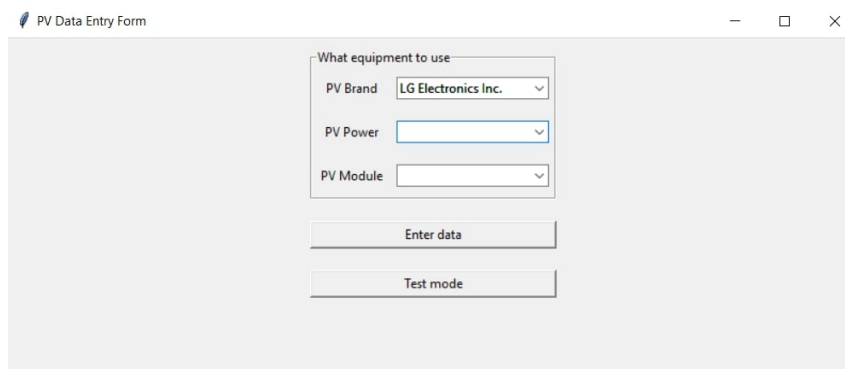 PV Data Entry Form
What equipment to use
PV Brand LG Electronics Inc.
PV Power
PV Module
Enter data
Test mode